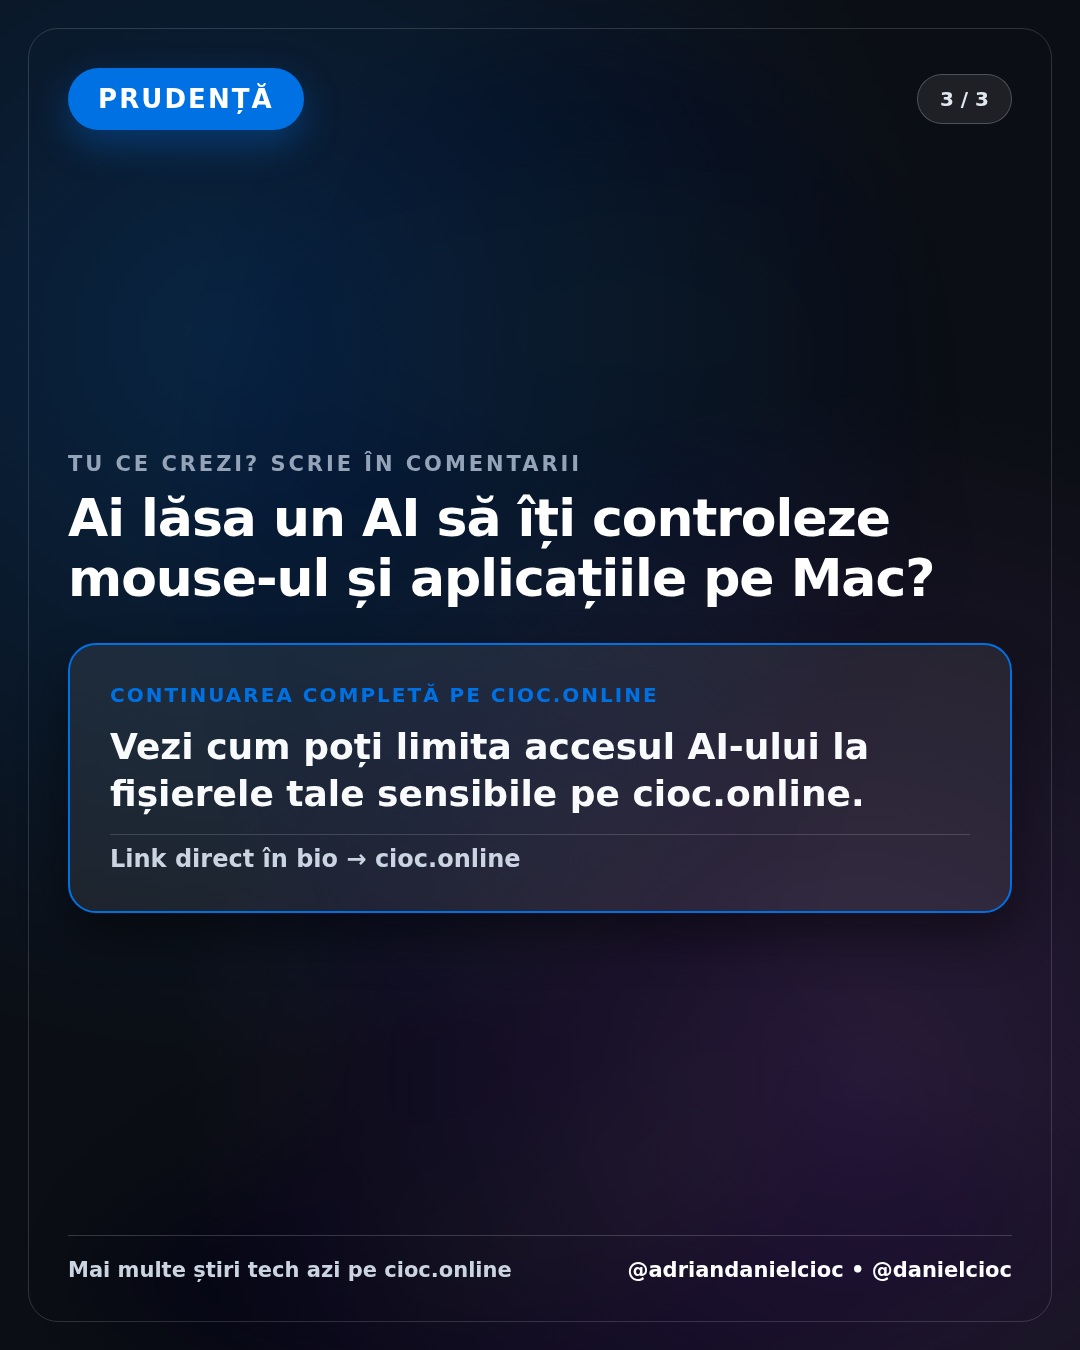 PRUDENȚĂ
3 / 3
TU CE CREZI? SCRIE ÎN COMENTARII
Ai lăsa un AI să îți controleze
mouse-ul și aplicațiile pe Mac?
CONTINUAREA COMPLETĂ PE CIOC.ONLINE
Vezi cum poți limita accesul AI-ului la
fișierele tale sensibile pe cioc.online.
Link direct în bio → cioc.online
Mai multe știri tech azi pe cioc.online
@adriandanielcioc • @danielcioc